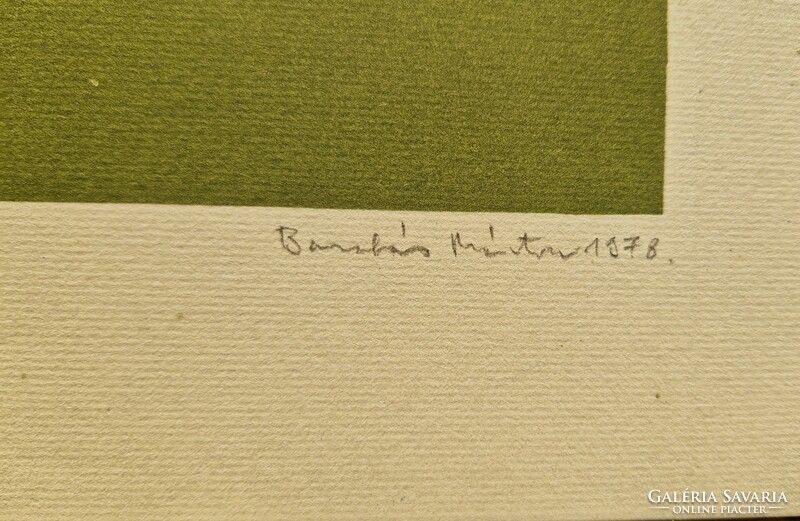 Barabás Márton 1978.
GALÉRIA SAVARIA
ONLINE PIACTÉR